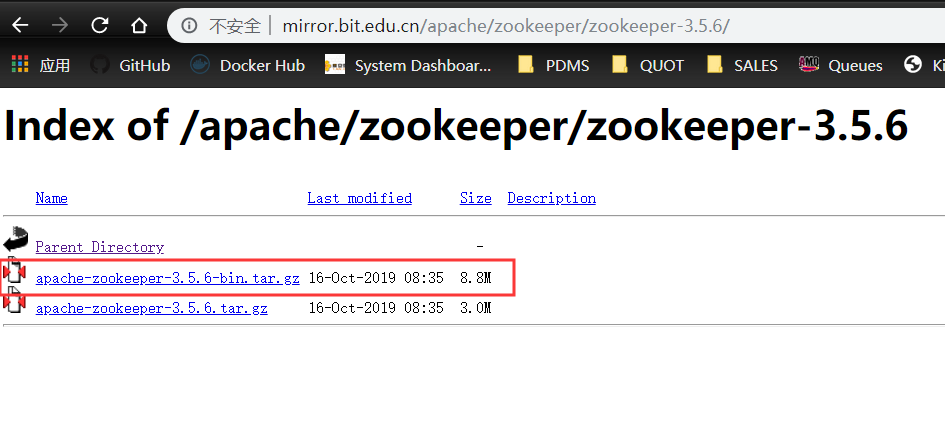 不安全 | mirror.bit.edu.cn/apache/zookeeper/zookeeper-3.5.6/
应用 GitHub Docker Hub System Dashboar... PDMS QUOT SALES Queues Ki
Index of /apache/zookeeper/zookeeper-3.5.6
Name Last modified Size Description
Parent Directory -
apache-zookeeper-3.5.6-bin.tar.gz 16-Oct-2019 08:35 8.8M
apache-zookeeper-3.5.6.tar.gz 16-Oct-2019 08:35 3.0M